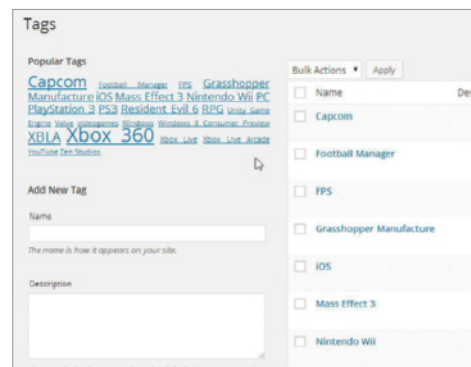 Tags
Popular Tags
Capcom Football Manager FPS Grasshopper
Manufacture iOS Mass Effect 3 Nintendo Wii PC
PlayStation 3 PS3 Resident Evil 6 RPG Unity Game
Engine Valve videogames Windows Windows 8 Consumer Preview
XBLA Xbox 360 Xbox Live Xbox Live Arcade
YouTube Zen Studios
Add New Tag
Name
The name is how it appears on your site.
Description
Bulk Actions Apply
Name Des
Capcom
Football Manager
FPS
Grasshopper Manufacture
iOS
Mass Effect 3
Nintendo Wii